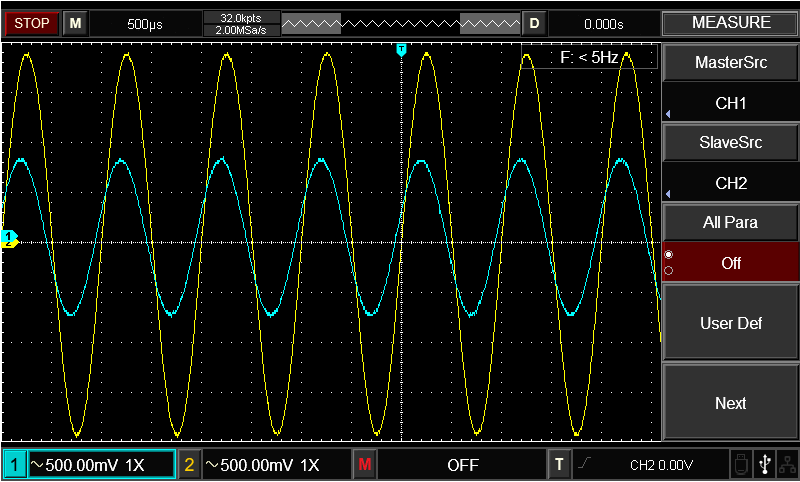 STOP
M
500µs
32.0kpts
2.00MSa/s
D
0.000s
MEASURE
T
F: < 5Hz
MasterSrc
CH1
SlaveSrc
CH2
All Para
Off
User Def
Next
1
2
1 ~500.00mV 1X
2 ~500.00mV 1X
M OFF
T CH2 0.00V